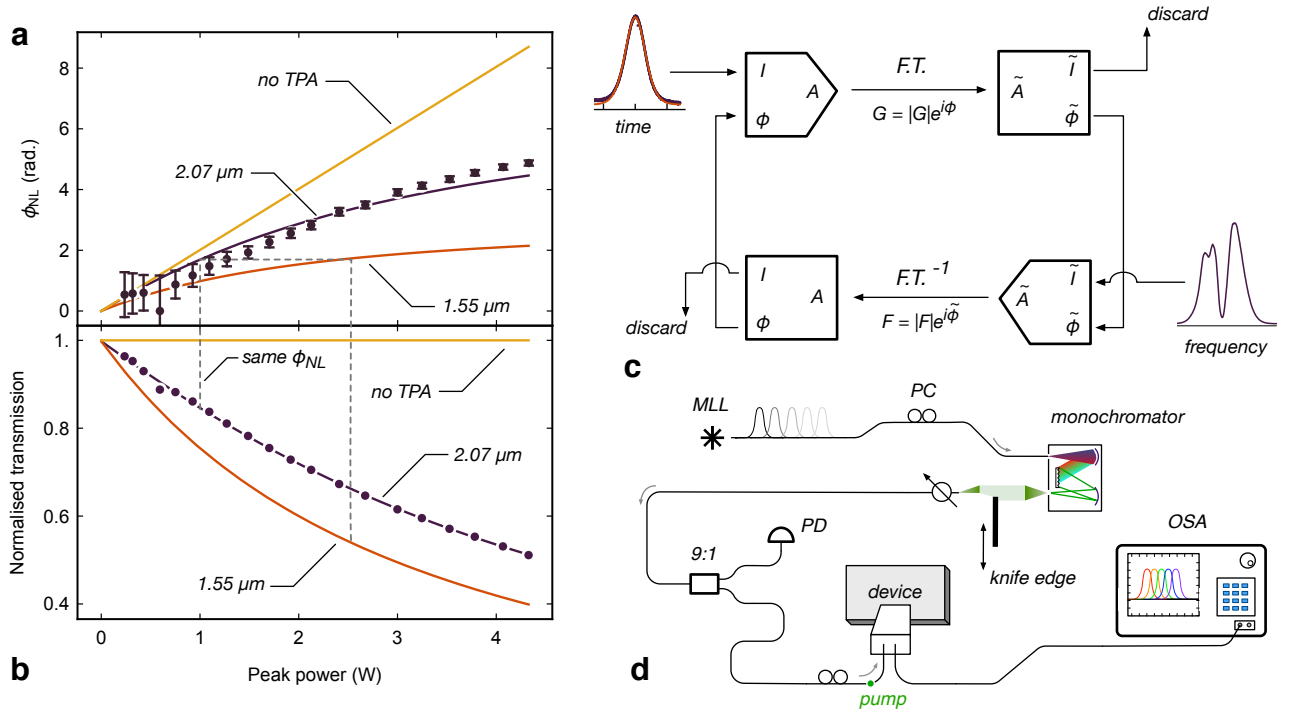 a
8
6
4
2
0
ϕNL (rad.)
no TPA
2.07 μm
1.55 μm
1.
0.8
0.6
0.4
Normalised transmission
same ϕNL
no TPA
2.07 μm
1.55 μm
0 1 2 3 4
Peak power (W)
b
time
I
ϕ
A
F.T.
G = |G|e^iϕ
Ã
Ĩ
ϕ̃
discard
I
ϕ
A
discard
F.T. -1
F = |F|e^iϕ̃
Ã
Ĩ
ϕ̃
frequency
c
MLL
PC
monochromator
knife edge
9:1
PD
device
OSA
pump
d